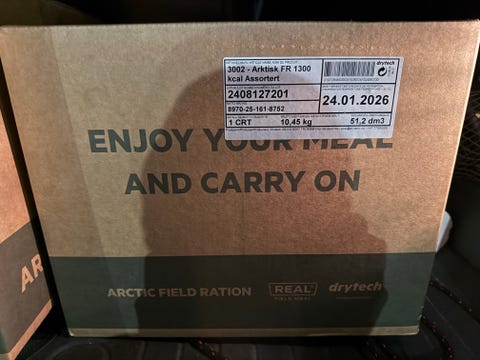 drytech
3002 - Arktisk FR 1300
kcal Assortert
2408127201
24.01.2026
8970-25-161-8752
1 CRT
10,45 kg
51,2 dm3
ENJOY YOUR MEAL
AND CARRY ON
AR
ARCTIC FIELD RATION
REAL
FIELD MEAL
drytech